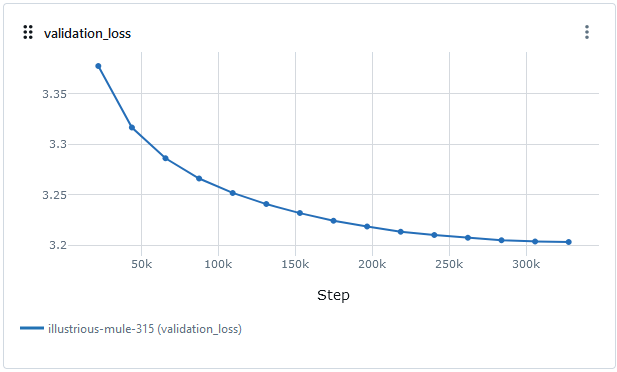 validation_loss
3.35
3.3
3.25
3.2
50k 100k 150k 200k 250k 300k
Step
illustrious-mule-315 (validation_loss)